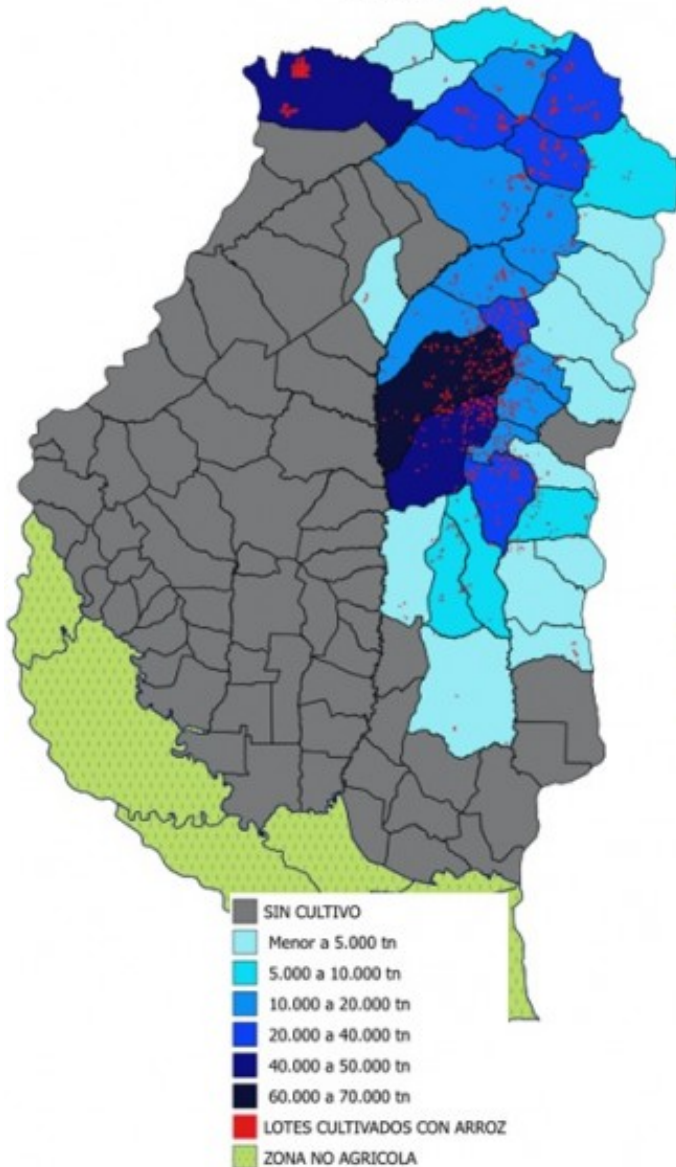 SIN CULTIVO
Menor a 5.000 tn
5.000 a 10.000 tn
10.000 a 20.000 tn
20.000 a 40.000 tn
40.000 a 50.000 tn
60.000 a 70.000 tn
LOTES CULTIVADOS CON ARROZ
ZONA NO AGRICOLA